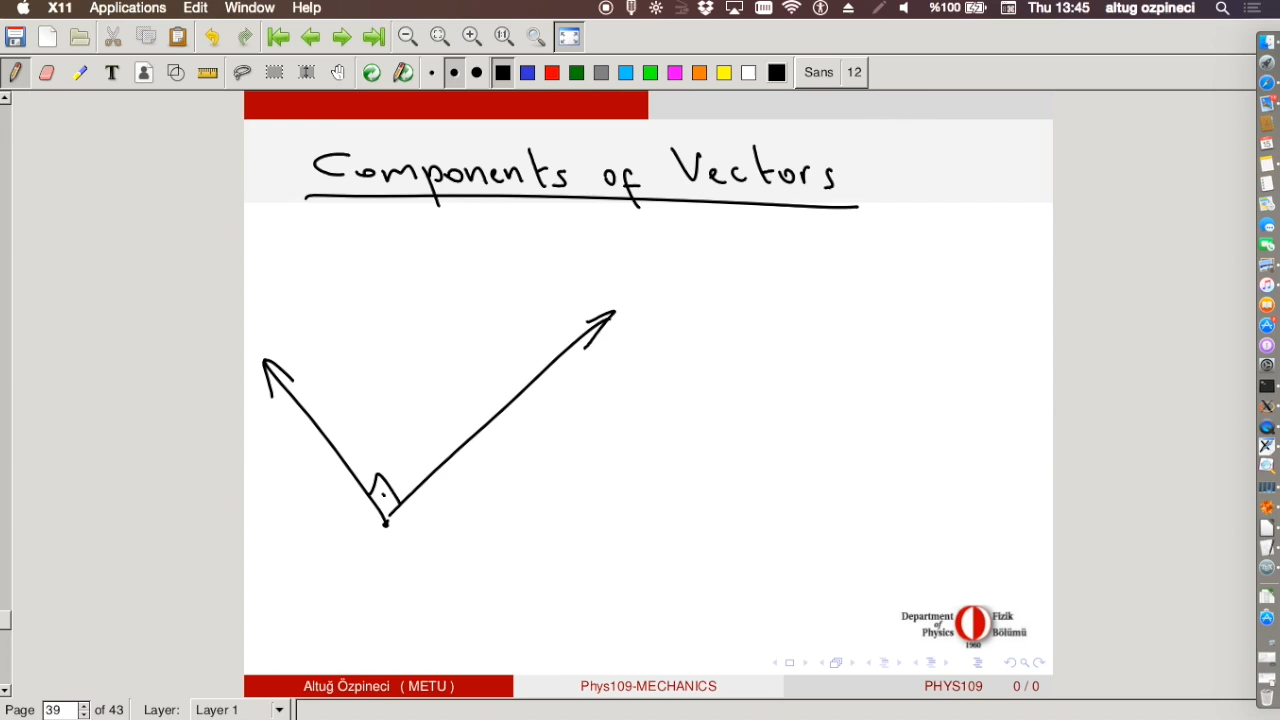 X11 Applications Edit Window Help %100 Thu 13:45 altug ozpineci
T Sans 12
Components of Vectors
Department of Physics Fizik Bölümü
1960
Altuğ Özpineci ( METU ) Phys109-MECHANICS PHYS109 0 / 0
Page 39 of 43 Layer: Layer 1